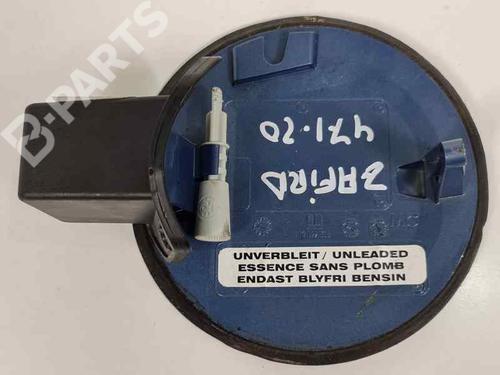 B-PARTS
471-20
ZAFIRA
UNVERBLEIT / UNLEADED
ESSENCE SANS PLOMB
ENDAST BLYFRI BENSIN